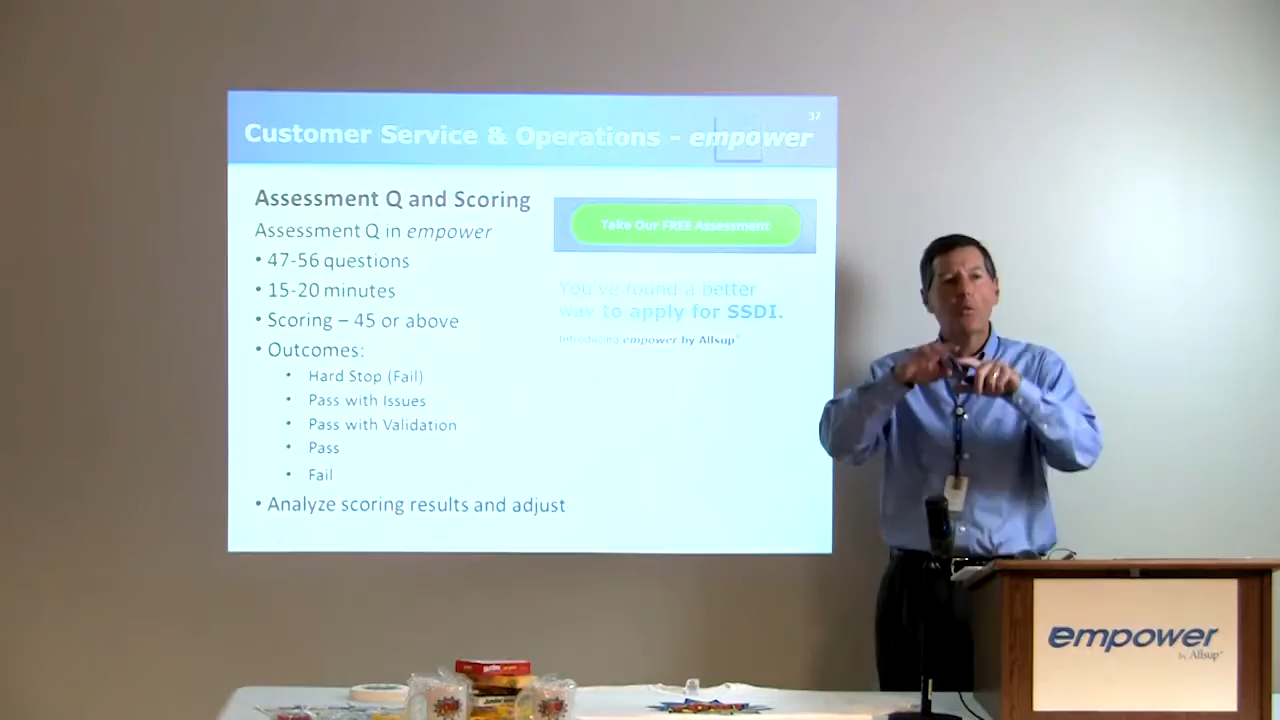 37
Customer Service & Operations - empower
Assessment Q and Scoring
Assessment Q in empower
• 47-56 questions
• 15-20 minutes
• Scoring – 45 or above
• Outcomes:
• Hard Stop (Fail)
• Pass with Issues
• Pass with Validation
• Pass
• Fail
• Analyze scoring results and adjust
Take Our FREE Assessment
You've found a better
way to apply for SSDI.
Introducing empower by Allsup®
empower
by Allsup®